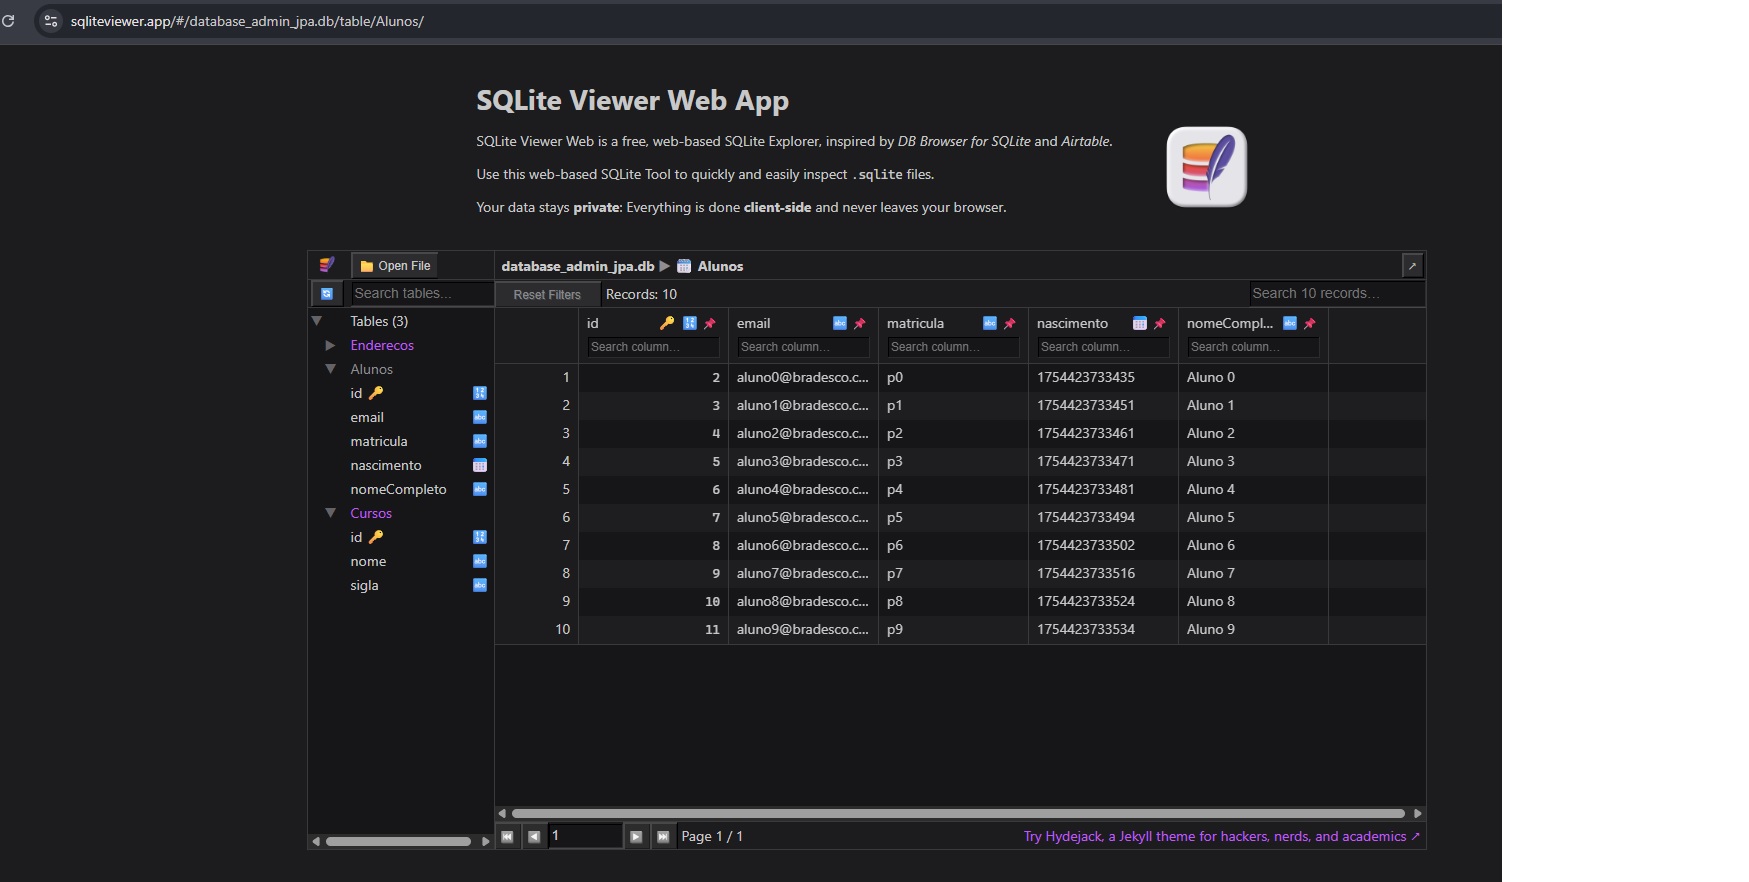 sqliteviewer.app/#/database_admin_jpa.db/table/Alunos/
SQLite Viewer Web App
SQLite Viewer Web is a free, web-based SQLite Explorer, inspired by DB Browser for SQLite and Airtable.
Use this web-based SQLite Tool to quickly and easily inspect .sqlite files.
Your data stays private: Everything is done client-side and never leaves your browser.
Open File
database_admin_jpa.db ▶ Alunos
Search tables...
Reset Filters Records: 10 Search 10 records...
Tables (3)
Enderecos
Alunos
id
email
matricula
nascimento
nomeCompleto
Cursos
id
nome
sigla
id email matricula nascimento nomeCompl...
Search column... Search column... Search column... Search column... Search column...
1 2 aluno0@bradesco.c... p0 1754423733435 Aluno 0
2 3 aluno1@bradesco.c... p1 1754423733451 Aluno 1
3 4 aluno2@bradesco.c... p2 1754423733461 Aluno 2
4 5 aluno3@bradesco.c... p3 1754423733471 Aluno 3
5 6 aluno4@bradesco.c... p4 1754423733481 Aluno 4
6 7 aluno5@bradesco.c... p5 1754423733494 Aluno 5
7 8 aluno6@bradesco.c... p6 1754423733502 Aluno 6
8 9 aluno7@bradesco.c... p7 1754423733516 Aluno 7
9 10 aluno8@bradesco.c... p8 1754423733524 Aluno 8
10 11 aluno9@bradesco.c... p9 1754423733534 Aluno 9
1 Page 1 / 1 Try Hydejack, a Jekyll theme for hackers, nerds, and academics ↗